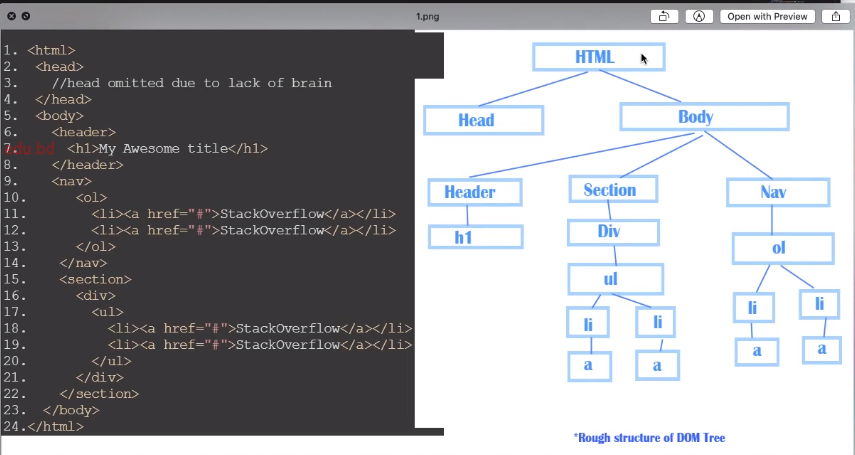 1.png
Open with Preview
1. <html>
2. <head>
3. //head omitted due to lack of brain
4. </head>
5. <body>
6. <header>
7. <h1>My Awesome title</h1>
8. </header>
9. <nav>
10. <ol>
11. <li><a href="#">StackOverflow</a></li>
12. <li><a href="#">StackOverflow</a></li>
13. </ol>
14. </nav>
15. <section>
16. <div>
17. <ul>
18. <li><a href="#">StackOverflow</a></li>
19. <li><a href="#">StackOverflow</a></li>
20. </ul>
21. </div>
22. </section>
23. </body>
24.</html>
edu.bd
HTML
Head
Body
Header
Section
Nav
h1
Div
ol
ul
li
li
li
li
a
a
a
a
*Rough structure of DOM Tree